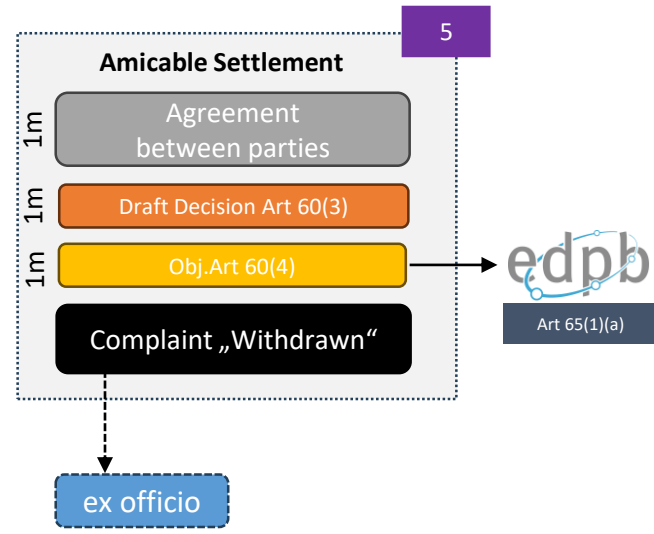 5
Amicable Settlement
1m
Agreement
between parties
1m
Draft Decision Art 60(3)
1m
Obj.Art 60(4)
edpb
Art 65(1)(a)
Complaint „Withdrawn“
ex officio